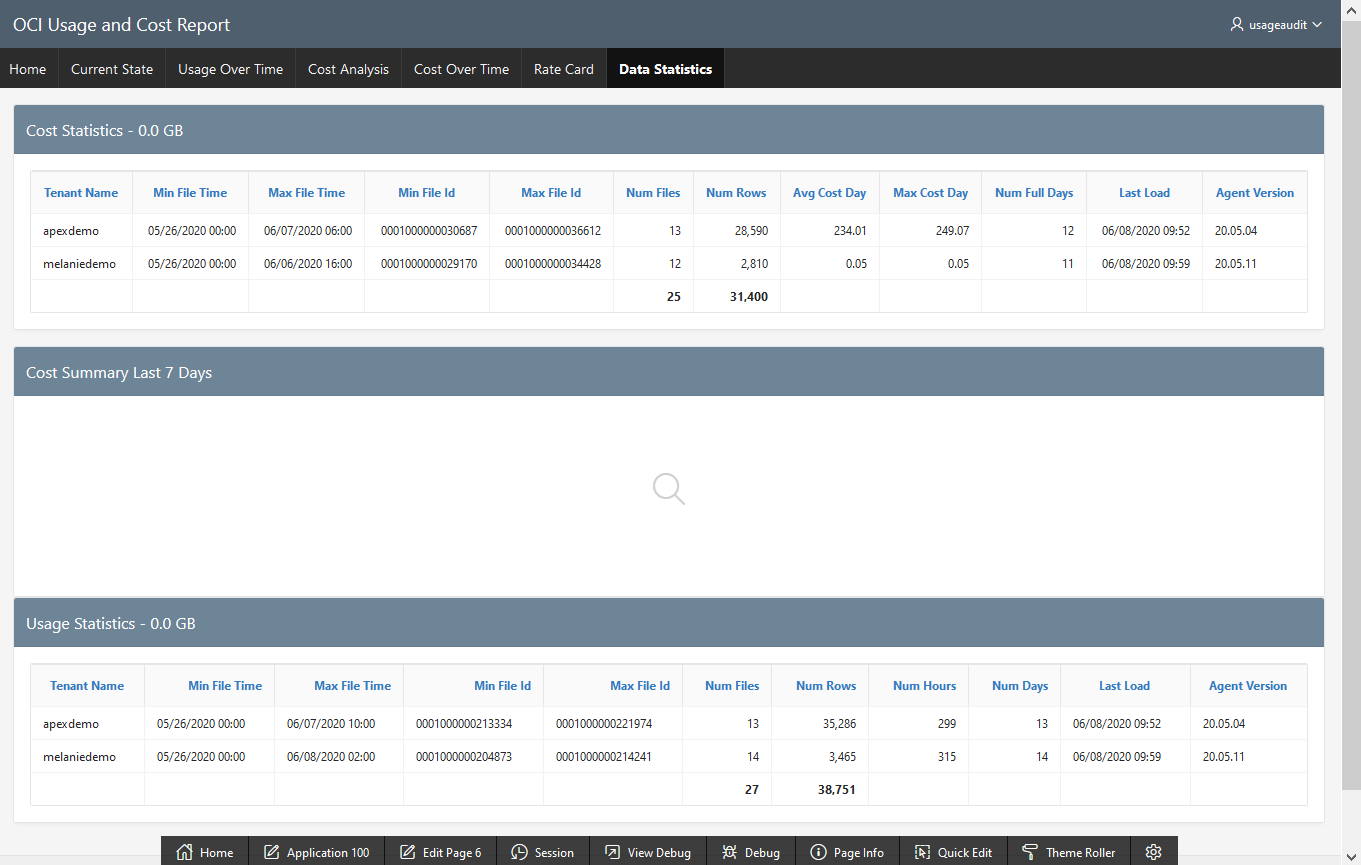 OCI Usage and Cost Report
usageaudit
Home Current State Usage Over Time Cost Analysis Cost Over Time Rate Card Data Statistics
Cost Statistics - 0.0 GB
Tenant Name Min File Time Max File Time Min File Id Max File Id Num Files Num Rows Avg Cost Day Max Cost Day Num Full Days Last Load Agent Version
apexdemo 05/26/2020 00:00 06/07/2020 06:00 0001000000030687 0001000000036612 13 28,590 234.01 249.07 12 06/08/2020 09:52 20.05.04
melaniedemo 05/26/2020 00:00 06/06/2020 16:00 0001000000029170 0001000000034428 12 2,810 0.05 0.05 11 06/08/2020 09:59 20.05.11
25 31,400
Cost Summary Last 7 Days
Usage Statistics - 0.0 GB
Tenant Name Min File Time Max File Time Min File Id Max File Id Num Files Num Rows Num Hours Num Days Last Load Agent Version
apexdemo 05/26/2020 00:00 06/07/2020 10:00 0001000000213334 0001000000221974 13 35,286 299 13 06/08/2020 09:52 20.05.04
melaniedemo 05/26/2020 00:00 06/08/2020 02:00 0001000000204873 0001000000214241 14 3,465 315 14 06/08/2020 09:59 20.05.11
27 38,751
Home Application 100 Edit Page 6 Session View Debug Debug Page Info Quick Edit Theme Roller